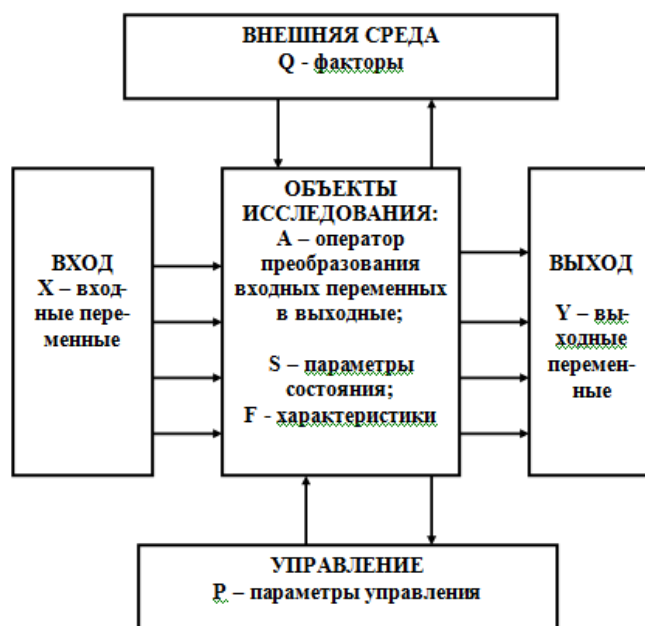 ВНЕШНЯЯ СРЕДА
Q - факторы
ВХОД
X – вход-
ные пере-
менные
ОБЪЕКТЫ
ИССЛЕДОВАНИЯ:
A – оператор
преобразования
входных переменных
в выходные;
S – параметры
состояния;
F - характеристики
ВЫХОД
Y – вы-
ходные
перемен-
ные
УПРАВЛЕНИЕ
P – параметры управления